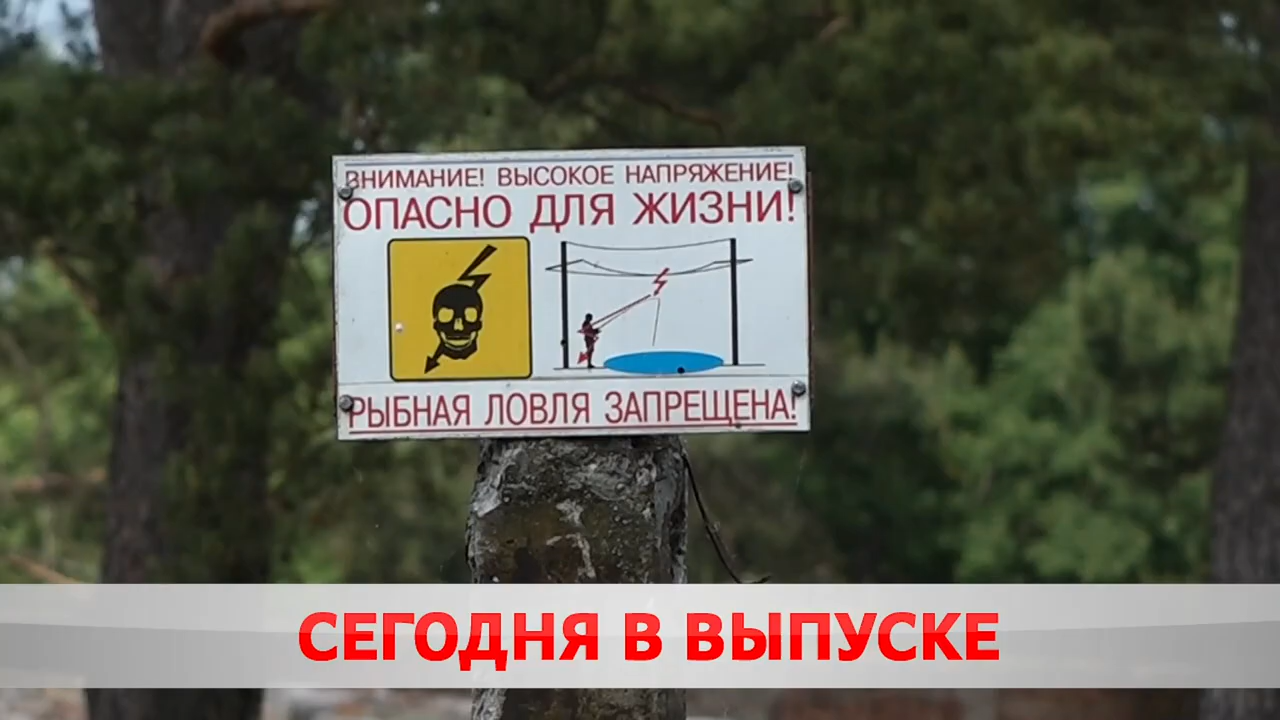 ВНИМАНИЕ! ВЫСОКОЕ НАПРЯЖЕНИЕ!
ОПАСНО ДЛЯ ЖИЗНИ!
РЫБНАЯ ЛОВЛЯ ЗАПРЕЩЕНА!
СЕГОДНЯ В ВЫПУСКЕ